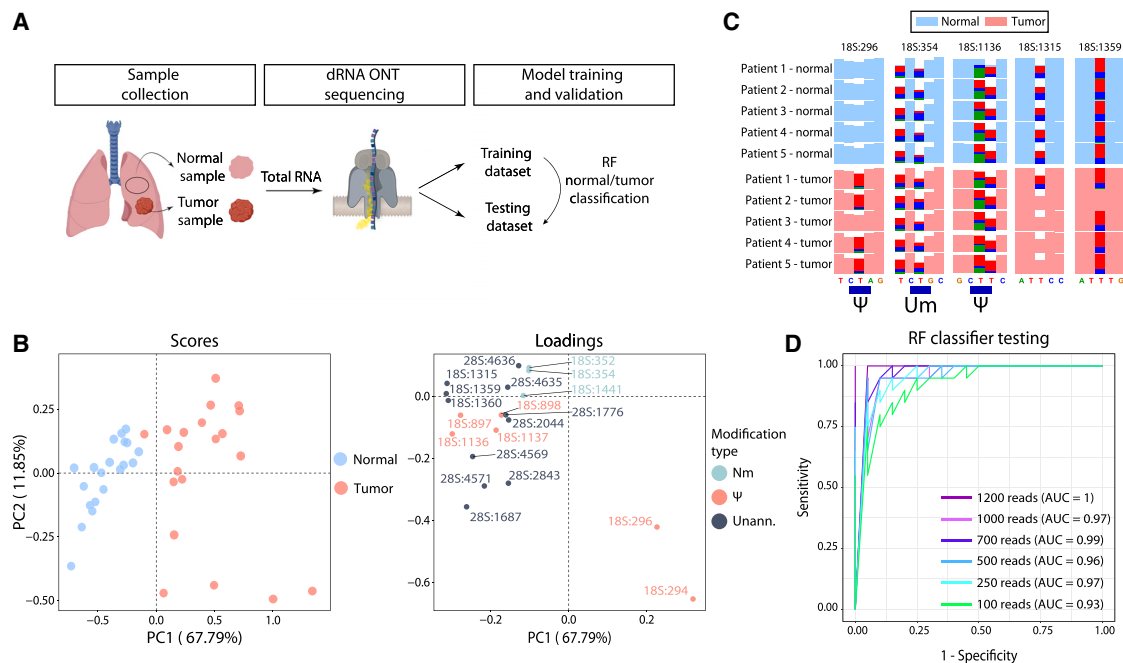 A
Sample
collection
dRNA ONT
sequencing
Model training
and validation
Normal
sample
Tumor
sample
Total RNA
Training
dataset
Testing
dataset
RF
normal/tumor
classification
C
Normal
Tumor
18S:296 18S:354 18S:1136 18S:1315 18S:1359
Patient 1 - normal
Patient 2 - normal
Patient 3 - normal
Patient 4 - normal
Patient 5 - normal
Patient 1 - tumor
Patient 2 - tumor
Patient 3 - tumor
Patient 4 - tumor
Patient 5 - tumor
T C T A G T C T G C G C T T C A T T C C A T T T G
Ψ Um Ψ
B
Scores
0.25
0.00
−0.25
−0.50
PC2 ( 11.85%)
−0.5 0.0 0.5 1.0
PC1 ( 67.79%)
Normal
Tumor
Loadings
28S:4636
18S:352
18S:1315
18S:354
18S:1359
28S:4635
18S:1441
18S:1360
18S:898
28S:1776
18S:897
28S:2044
18S:1136
18S:1137
28S:4569
28S:4571
28S:2843
28S:1687
18S:296
18S:294
0.0
−0.2
−0.4
−0.6
−0.2 0.0 0.2
PC1 ( 67.79%)
Modification
type
Nm
Ψ
Unann.
D
RF classifier testing
1.00
0.75
0.50
0.25
0.00
Sensitivity
1200 reads (AUC = 1)
1000 reads (AUC = 0.97)
700 reads (AUC = 0.99)
500 reads (AUC = 0.96)
250 reads (AUC = 0.97)
100 reads (AUC = 0.93)
0.00 0.25 0.50 0.75 1.00
1 - Specificity